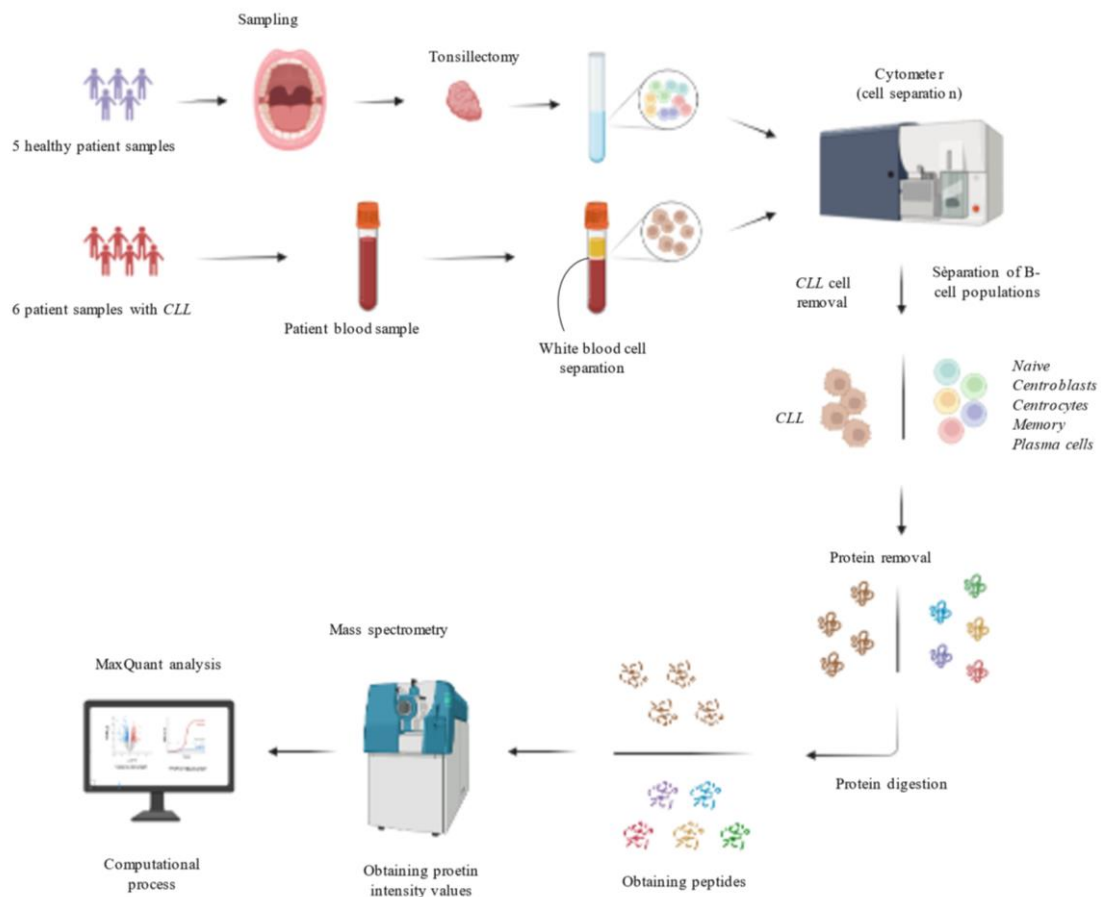 Sampling
Tonsillectomy
5 healthy patient samples
Cytometer
(cell separation)
6 patient samples with CLL
Patient blood sample
White blood cell
separation
CLL cell
removal
Sèparation of B-
cell populations
CLL
Naive
Centroblasts
Centrocytes
Memory
Plasma cells
Protein removal
Protein digestion
Obtaining peptides
Mass spectrometry
Obtaining proetin
intensity values
MaxQuant analysis
Computational
process